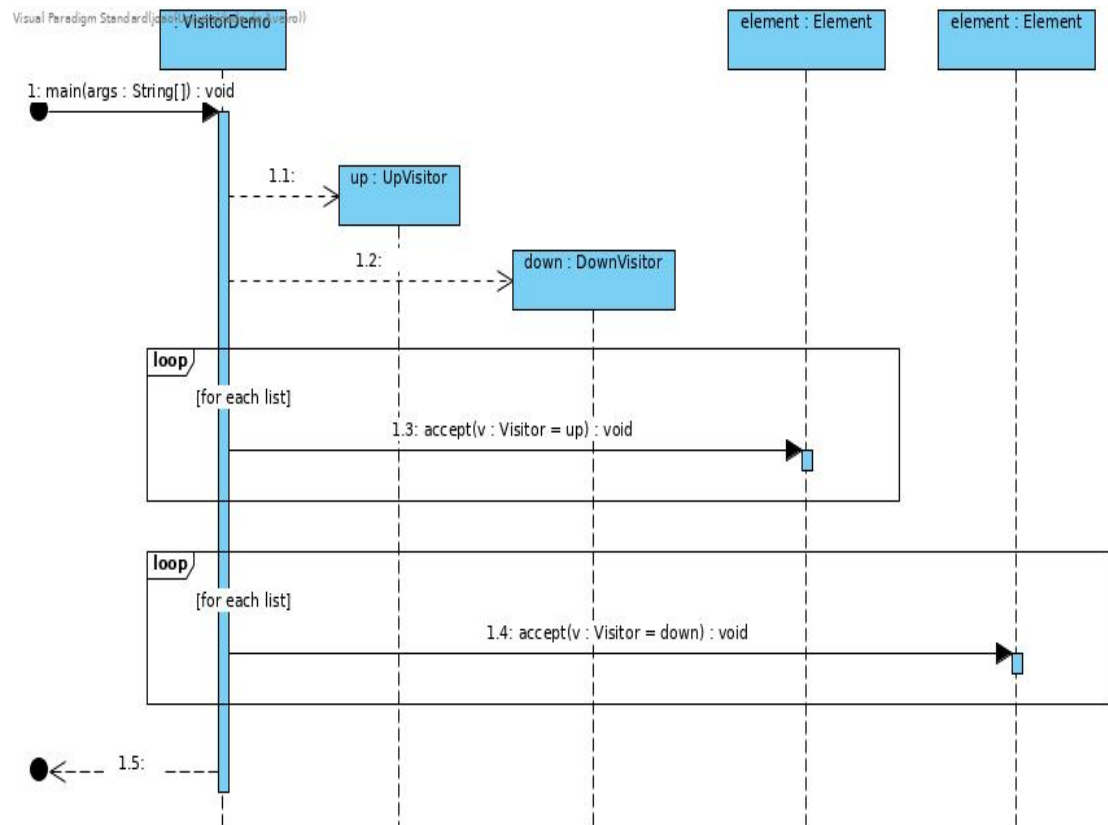 Visual Paradigm Standard(
: VisitorDemo
element : Element
element : Element
1: main(args : String[]) : void
1.1:
up : UpVisitor
1.2:
down : DownVisitor
loop
[for each list]
1.3: accept(v : Visitor = up) : void
loop
[for each list]
1.4: accept(v : Visitor = down) : void
1.5: